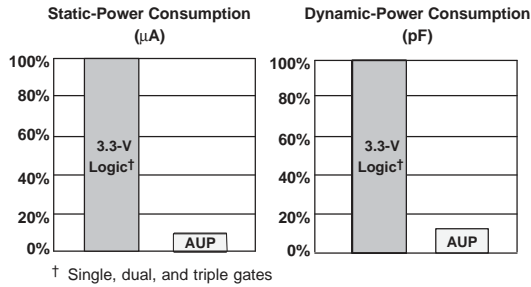 Static-Power Consumption
(μA)
100%
80%
60%
40%
20%
0%
3.3-V
Logic†
AUP
Dynamic-Power Consumption
(pF)
100%
80%
60%
40%
20%
0%
3.3-V
Logic†
AUP
† Single, dual, and triple gates